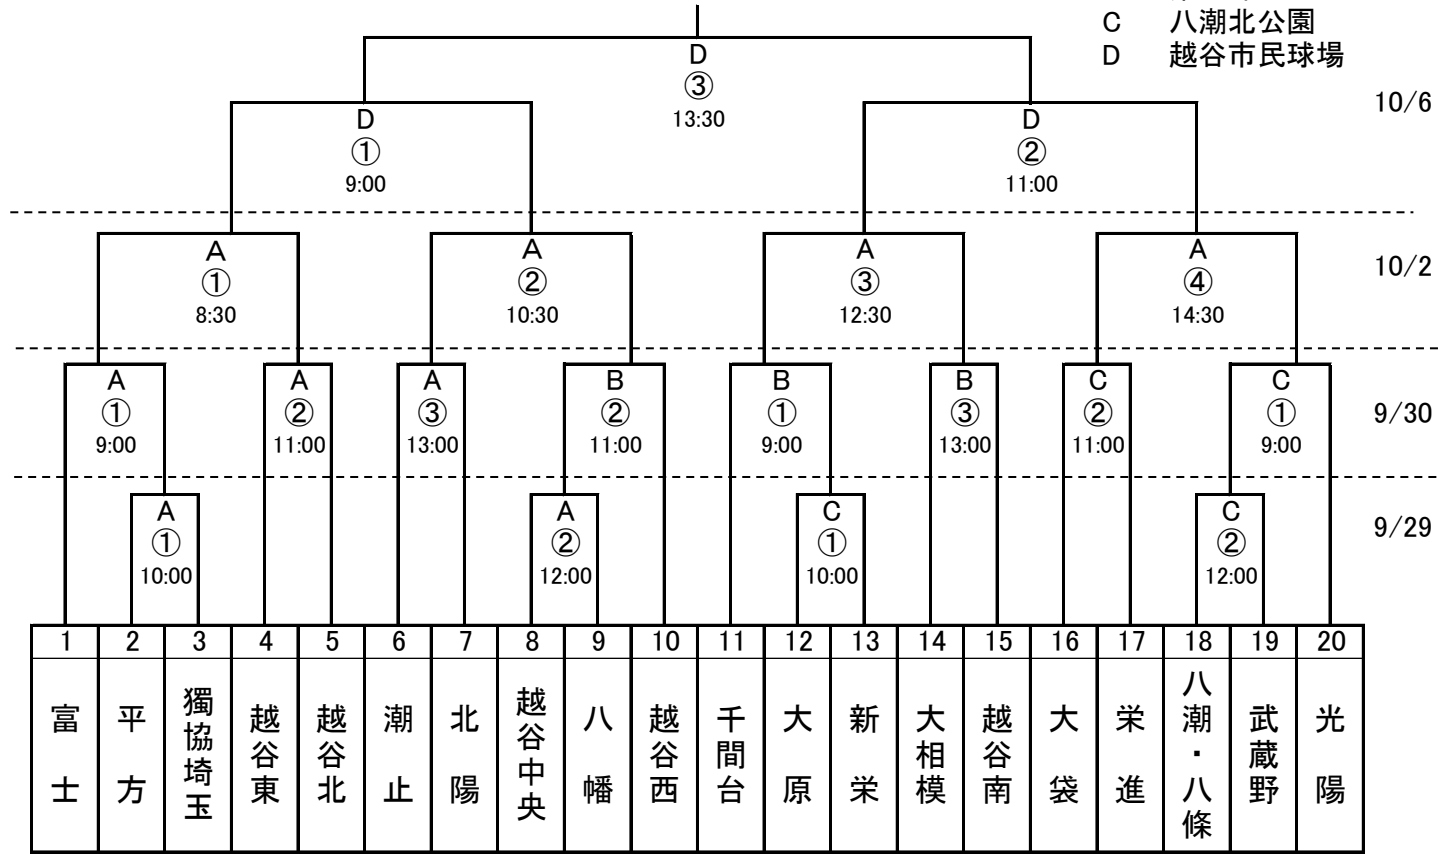 C 八潮北公園
D 越谷市民球場
D
③
13:30
10/6
D D
① ②
9:00 11:00
A A A A
① ② ③ ④
8:30 10:30 12:30 14:30
10/2
A A A B B B C C
① ② ③ ② ① ③ ② ①
9:00 11:00 13:00 11:00 9:00 13:00 11:00 9:00
9/30
A A C C
① ② ① ②
10:00 12:00 10:00 12:00
9/29
1 2 3 4 5 6 7 8 9 10 11 12 13 14 15 16 17 18 19 20
富士
平方
獨協埼玉
越谷東
越谷北
潮止
北陽
越谷中央
八幡
越谷西
千間台
大原
新栄
大相模
越谷南
大袋
栄進
八潮・八條
武蔵野
光陽